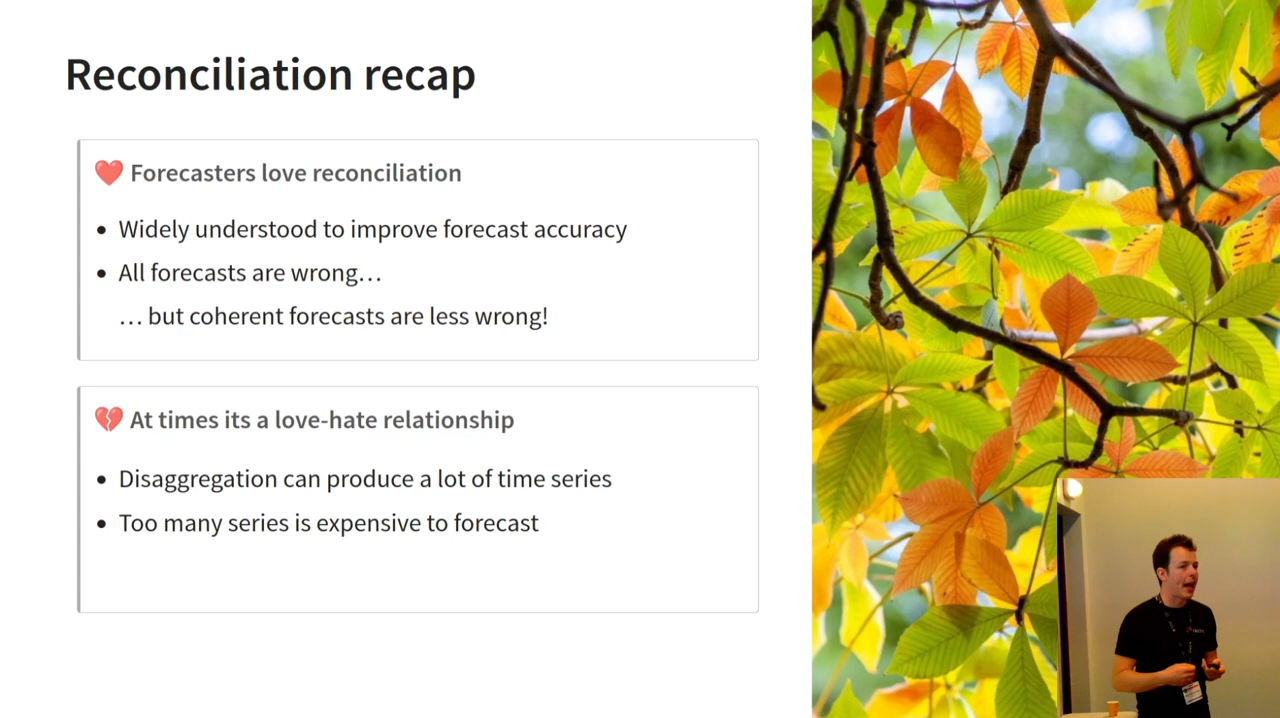 Reconciliation recap
❤️ Forecasters love reconciliation
• Widely understood to improve forecast accuracy
• All forecasts are wrong…
… but coherent forecasts are less wrong!
💔 At times its a love-hate relationship
• Disaggregation can produce a lot of time series
• Too many series is expensive to forecast